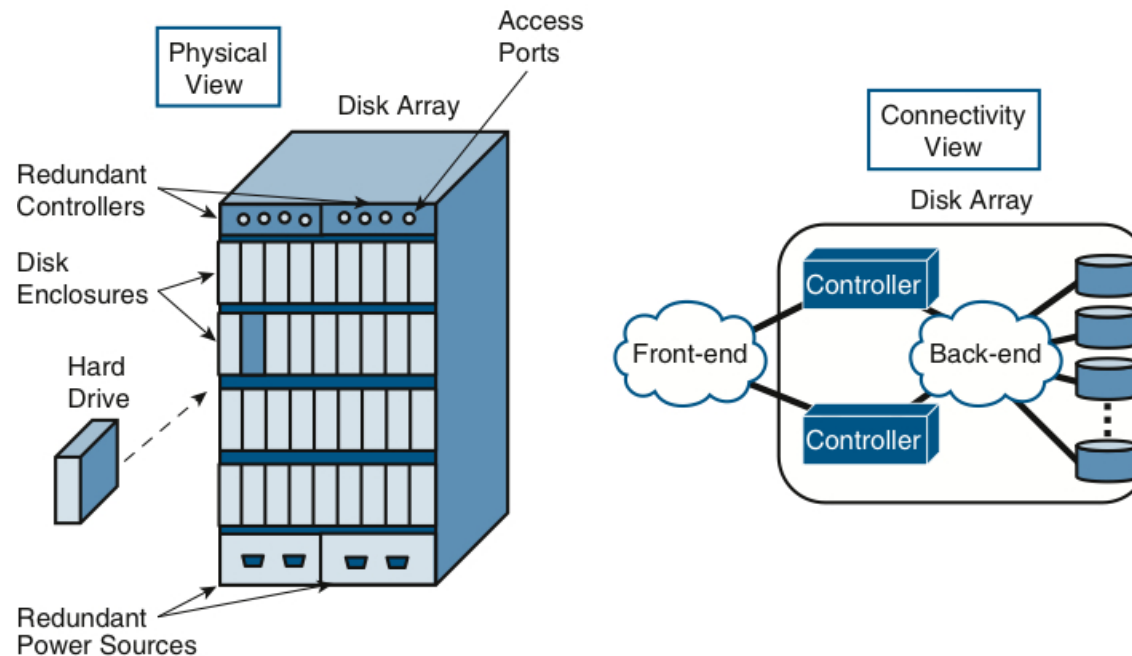 Physical
View
Access
Ports
Disk Array
Redundant
Controllers
Disk
Enclosures
Hard
Drive
Redundant
Power Sources
Connectivity
View
Disk Array
Controller
Front-end
Back-end
Controller